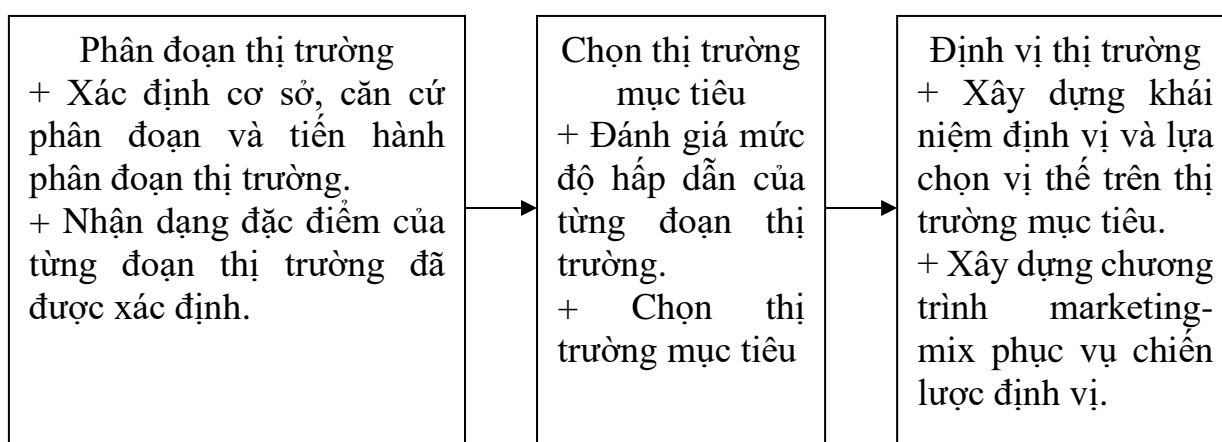 Phân đoạn thị trường
+ Xác định cơ sở, căn cứ
phân đoạn và tiến hành
phân đoạn thị trường.
+ Nhận dạng đặc điểm của
từng đoạn thị trường đã
được xác định.
Chọn thị trường
mục tiêu
+ Đánh giá mức
độ hấp dẫn của
từng đoạn thị
trường.
+ Chọn thị
trường mục tiêu
Định vị thị trường
+ Xây dựng khái
niệm định vị và lựa
chọn vị thế trên thị
trường mục tiêu.
+ Xây dựng chương
trình marketing-
mix phục vụ chiến
lược định vị.